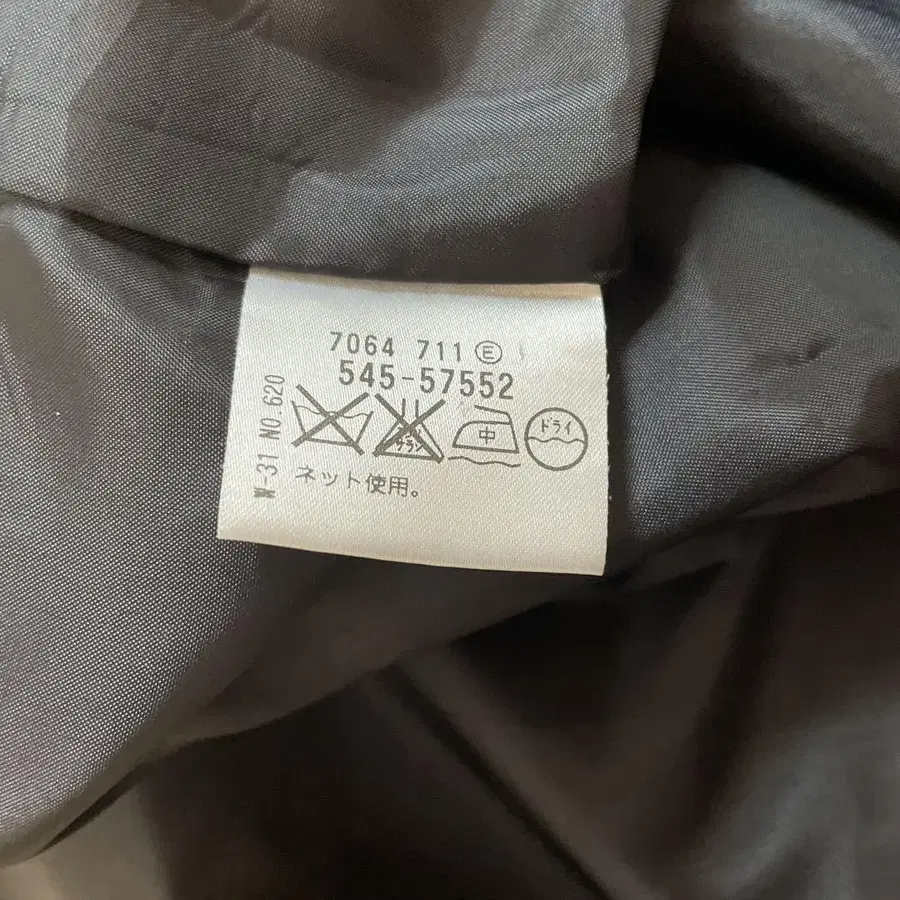 7064 711 Ⓔ
545-57552
サラシ
中
ドライ
ネット使用。
W-31 NO.620